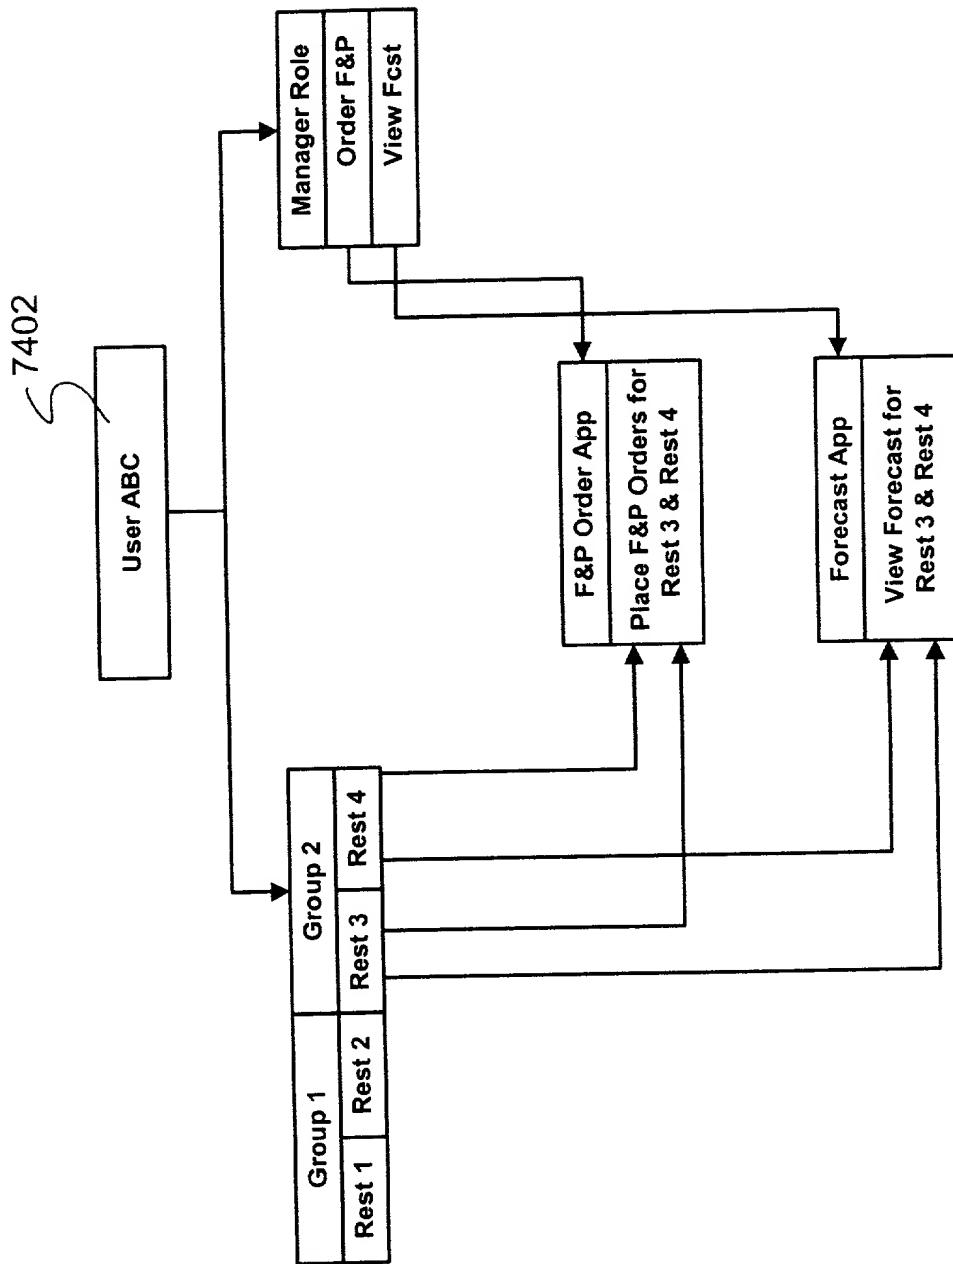 7402
User ABC
Group 1
Group 2
Rest 1
Rest 2
Rest 3
Rest 4
Manager Role
Order F&P
View Fcst
F&P Order App
Place F&P Orders for
Rest 3 & Rest 4
Forecast App
View Forecast for
Rest 3 & Rest 4